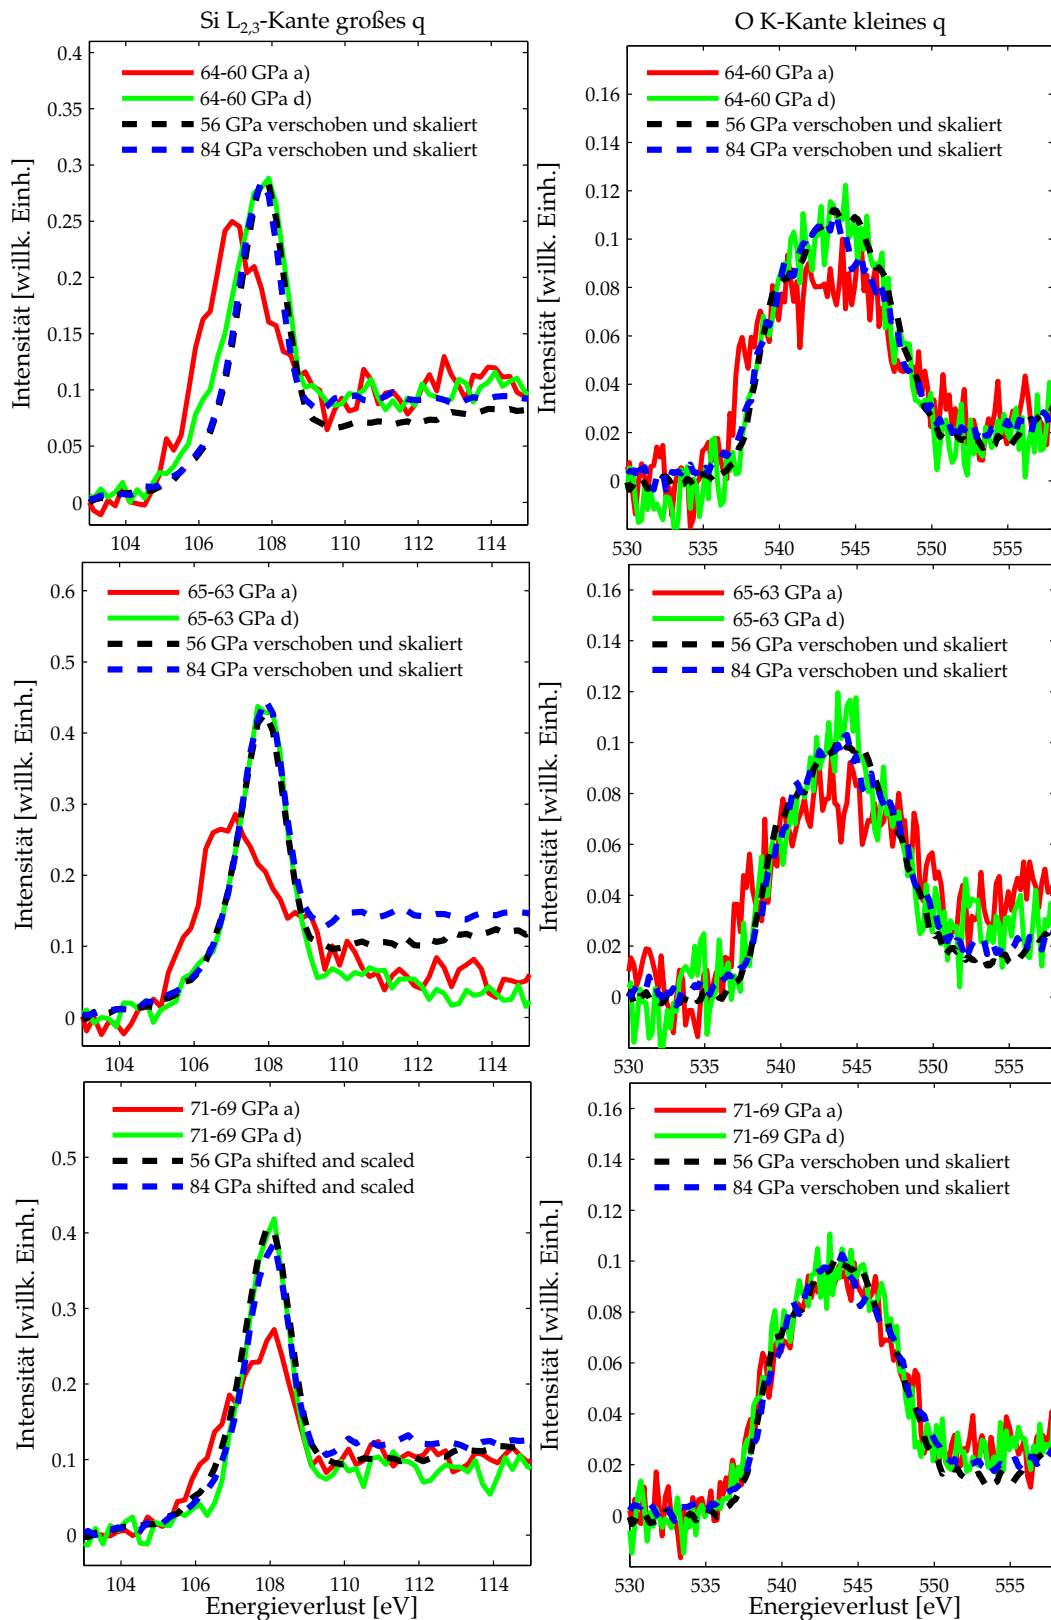 Si L2,3-Kante großes q
O K-Kante kleines q
64-60 GPa a)
64-60 GPa d)
56 GPa verschoben und skaliert
84 GPa verschoben und skaliert
Intensität [willk. Einh.]
0.4
0.35
0.3
0.25
0.2
0.15
0.1
0.05
0
104 106 108 110 112 114
64-60 GPa a)
64-60 GPa d)
56 GPa verschoben und skaliert
84 GPa verschoben und skaliert
Intensität [willk. Einh.]
0.16
0.14
0.12
0.1
0.08
0.06
0.04
0.02
0
530 535 540 545 550 555
65-63 GPa a)
65-63 GPa d)
56 GPa verschoben und skaliert
84 GPa verschoben und skaliert
Intensität [willk. Einh.]
0.6
0.5
0.4
0.3
0.2
0.1
0
104 106 108 110 112 114
65-63 GPa a)
65-63 GPa d)
56 GPa verschoben und skaliert
84 GPa verschoben und skaliert
Intensität [willk. Einh.]
0.16
0.14
0.12
0.1
0.08
0.06
0.04
0.02
0
530 535 540 545 550 555
71-69 GPa a)
71-69 GPa d)
56 GPa shifted and scaled
84 GPa shifted and scaled
Intensität [willk. Einh.]
0.5
0.4
0.3
0.2
0.1
0
104 106 108 110 112 114
Energieverlust [eV]
71-69 GPa a)
71-69 GPa d)
56 GPa verschoben und skaliert
84 GPa verschoben und skaliert
Intensität [willk. Einh.]
0.16
0.14
0.12
0.1
0.08
0.06
0.04
0.02
0
530 535 540 545 550 555
Energieverlust [eV]